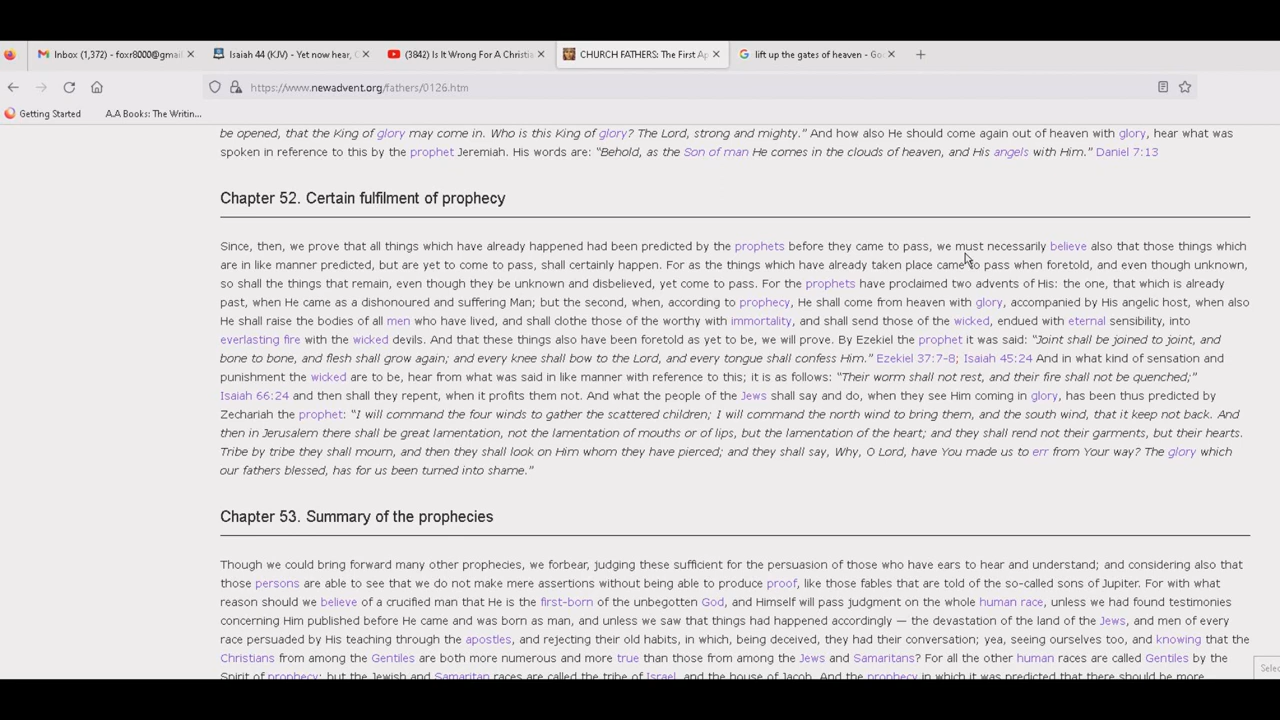 Inbox (1,372) - foxr8000@gmail
Isaiah 44 (KJV) - Yet now hear, 
(3842) Is It Wrong For A Christia
CHURCH FATHERS: The First Ap
lift up the gates of heaven - Go
https://www.newadvent.org/fathers/0126.htm
Getting Started
A.A Books: The Writin...
be opened, that the King of glory may come in. Who is this King of glory? The Lord, strong and mighty.” And how also He should come again out of heaven with glory, hear what was
spoken in reference to this by the prophet Jeremiah. His words are: “Behold, as the Son of man He comes in the clouds of heaven, and His angels with Him.” Daniel 7:13
Chapter 52. Certain fulfilment of prophecy
Since, then, we prove that all things which have already happened had been predicted by the prophets before they came to pass, we must necessarily believe also that those things which
are in like manner predicted, but are yet to come to pass, shall certainly happen. For as the things which have already taken place came to pass when foretold, and even though unknown,
so shall the things that remain, even though they be unknown and disbelieved, yet come to pass. For the prophets have proclaimed two advents of His: the one, that which is already
past, when He came as a dishonoured and suffering Man; but the second, when, according to prophecy, He shall come from heaven with glory, accompanied by His angelic host, when also
He shall raise the bodies of all men who have lived, and shall clothe those of the worthy with immortality, and shall send those of the wicked, endued with eternal sensibility, into
everlasting fire with the wicked devils. And that these things also have been foretold as yet to be, we will prove. By Ezekiel the prophet it was said: “Joint shall be joined to joint, and
bone to bone, and flesh shall grow again; and every knee shall bow to the Lord, and every tongue shall confess Him.” Ezekiel 37:7-8; Isaiah 45:24 And in what kind of sensation and
punishment the wicked are to be, hear from what was said in like manner with reference to this; it is as follows: “Their worm shall not rest, and their fire shall not be quenched;”
Isaiah 66:24 and then shall they repent, when it profits them not. And what the people of the Jews shall say and do, when they see Him coming in glory, has been thus predicted by
Zechariah the prophet: “I will command the four winds to gather the scattered children; I will command the north wind to bring them, and the south wind, that it keep not back. And
then in Jerusalem there shall be great lamentation, not the lamentation of mouths or of lips, but the lamentation of the heart; and they shall rend not their garments, but their hearts.
Tribe by tribe they shall mourn, and then they shall look on Him whom they have pierced; and they shall say, Why, O Lord, have You made us to err from Your way? The glory which
our fathers blessed, has for us been turned into shame.”
Chapter 53. Summary of the prophecies
Though we could bring forward many other prophecies, we forbear, judging these sufficient for the persuasion of those who have ears to hear and understand; and considering also that
those persons are able to see that we do not make mere assertions without being able to produce proof, like those fables that are told of the so-called sons of Jupiter. For with what
reason should we believe of a crucified man that He is the first-born of the unbegotten God, and Himself will pass judgment on the whole human race, unless we had found testimonies
concerning Him published before He came and was born as man, and unless we saw that things had happened accordingly — the devastation of the land of the Jews, and men of every
race persuaded by His teaching through the apostles, and rejecting their old habits, in which, being deceived, they had their conversation; yea, seeing ourselves too, and knowing that the
Christians from among the Gentiles are both more numerous and more true than those from among the Jews and Samaritans? For all the other human races are called Gentiles by the
Spirit of prophecy; but the Jewish and Samaritan races are called the tribe of Israel, and the house of Jacob. And the prophecy in which it was predicted that there should be more
Selec